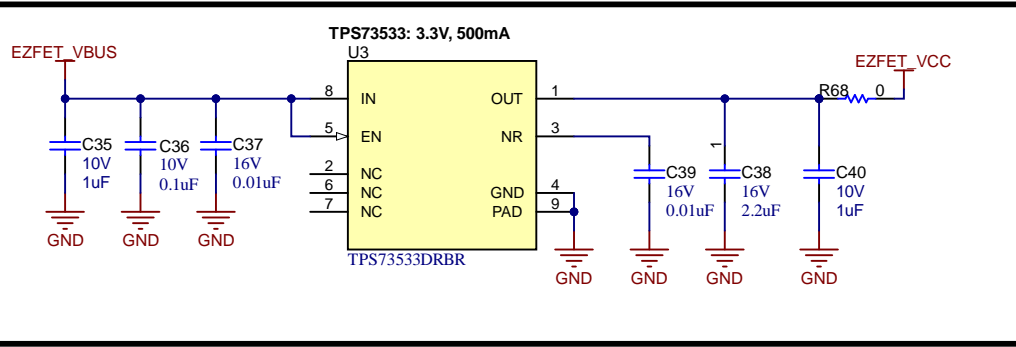 TPS73533: 3.3V, 500mA
U3
EZFET_VBUS
EZFET_VCC
R68 0
8 IN
OUT 1
5 EN
NR 3
2 NC
6 NC
7 NC
GND 4
PAD 9
C35
10V
1uF
C36
10V
0.1uF
C37
16V
0.01uF
C39
16V
0.01uF
1
C38
16V
2.2uF
C40
10V
1uF
GND
GND
GND
TPS73533DRBR
GND
GND
GND
GND